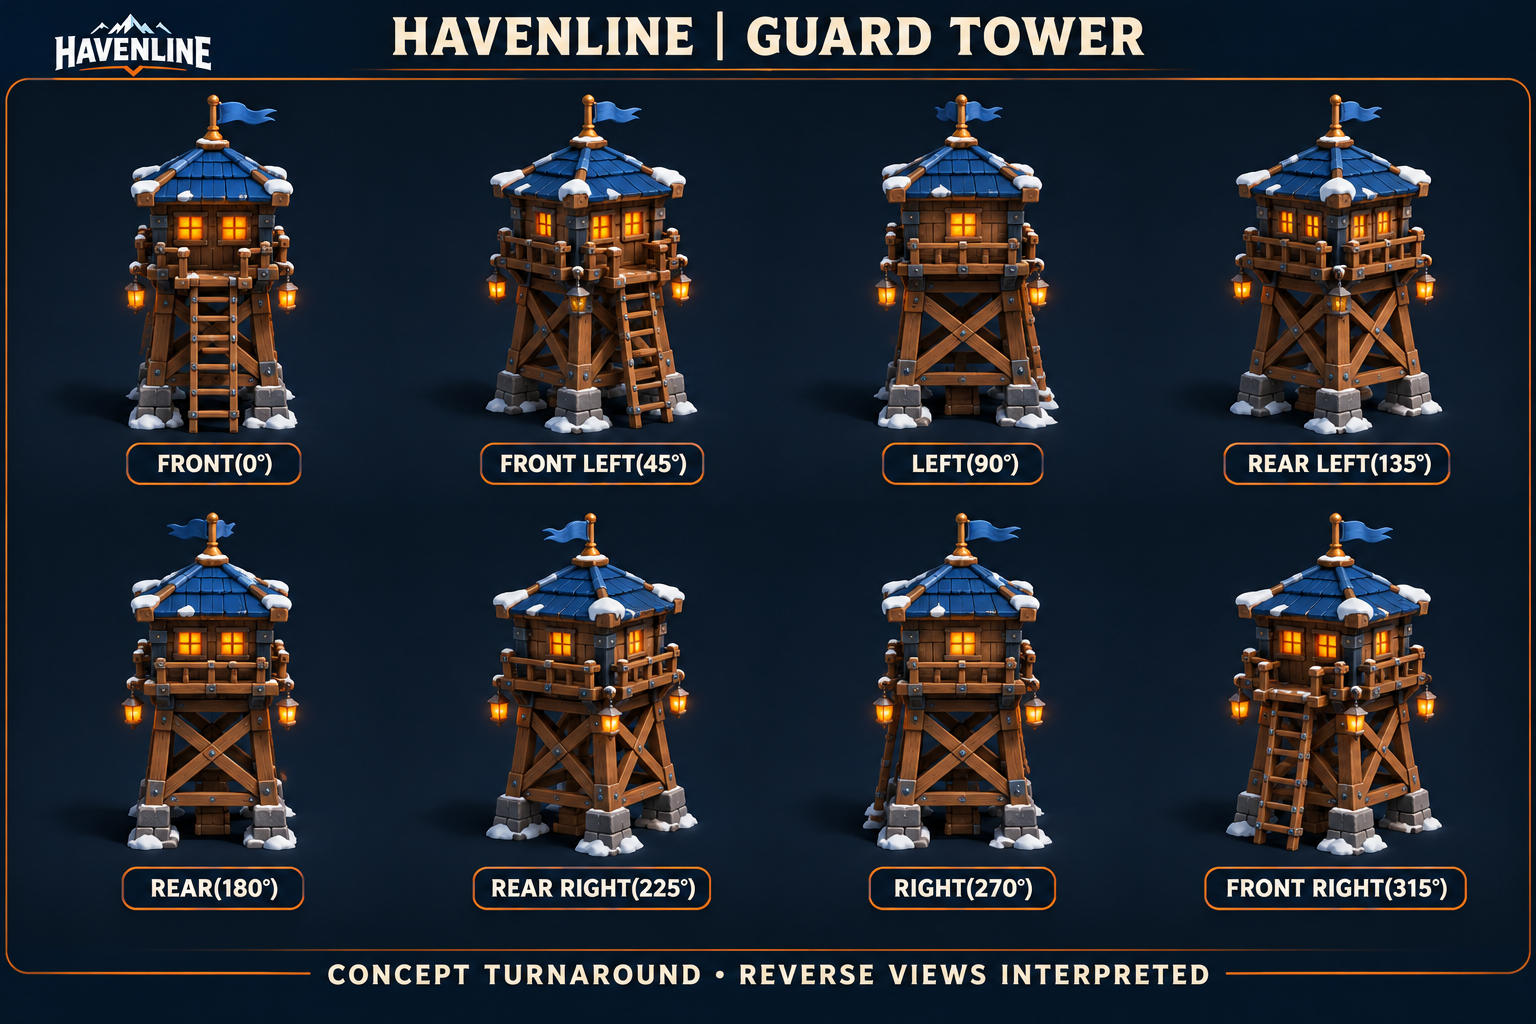 HAVENLINE
HAVENLINE | GUARD TOWER
FRONT(0°)
FRONT LEFT(45°)
LEFT(90°)
REAR LEFT(135°)
REAR(180°)
REAR RIGHT(225°)
RIGHT(270°)
FRONT RIGHT(315°)
CONCEPT TURNAROUND • REVERSE VIEWS INTERPRETED